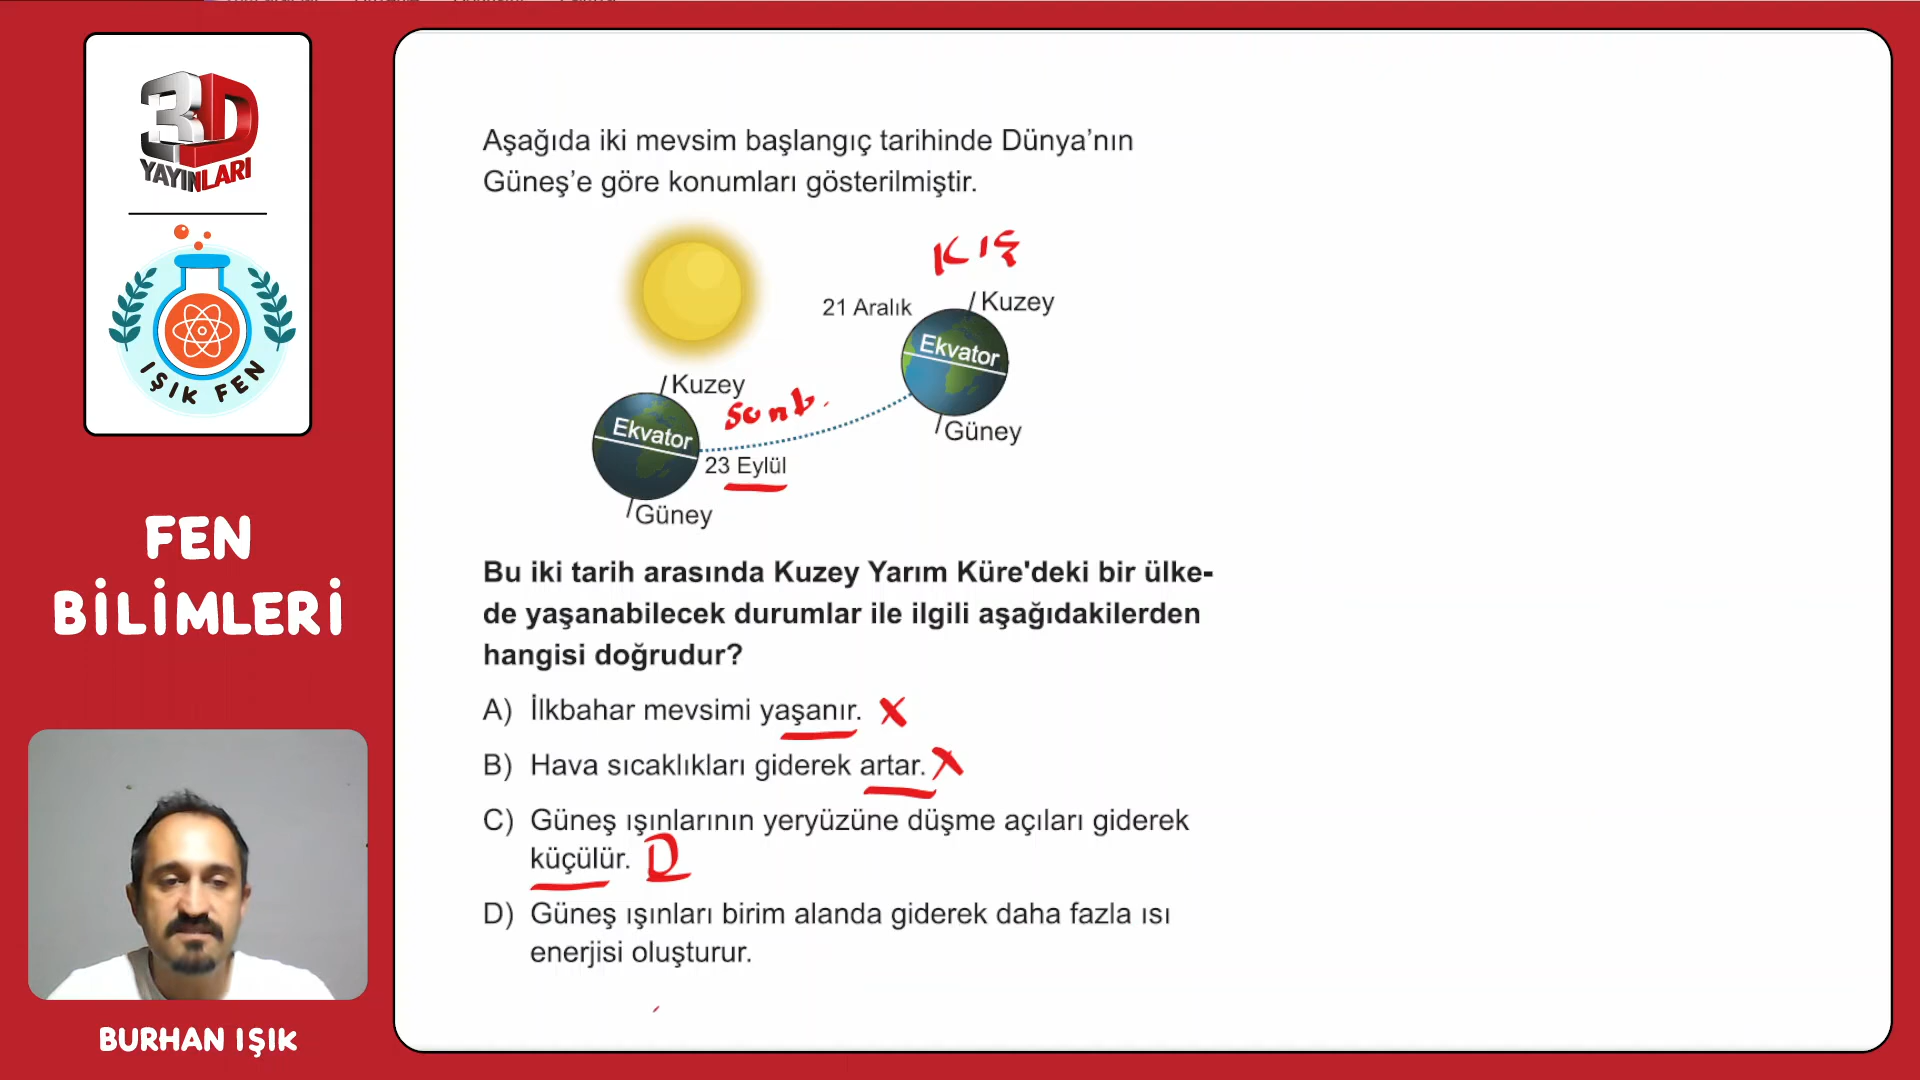 3D
YAYINLARI
IŞIK FEN
FEN
BİLİMLERİ
BURHAN IŞIK
Aşağıda iki mevsim başlangıç tarihinde Dünya’nın
Güneş’e göre konumları gösterilmiştir.
KIŞ
21 Aralık
Kuzey
Ekvator
Güney
Kuzey
sonb.
Ekvator
23 Eylül
Güney
Bu iki tarih arasında Kuzey Yarım Küre'deki bir ülke-
de yaşanabilecek durumlar ile ilgili aşağıdakilerden
hangisi doğrudur?
A) İlkbahar mevsimi yaşanır. X
B) Hava sıcaklıkları giderek artar. X
C) Güneş ışınlarının yeryüzüne düşme açıları giderek
küçülür. D
D) Güneş ışınları birim alanda giderek daha fazla ısı
enerjisi oluşturur.